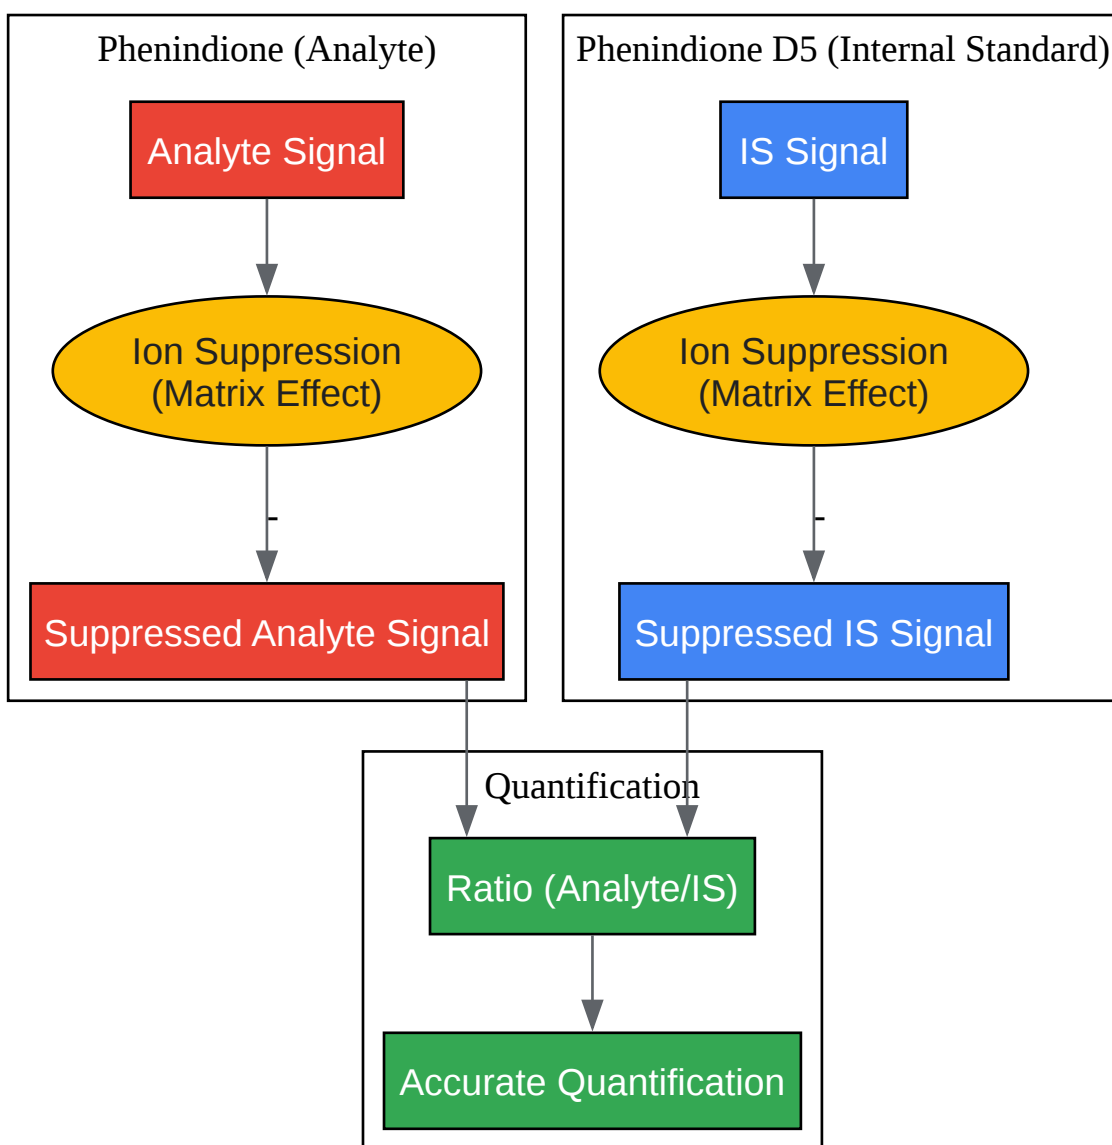 Phenindione (Analyte)
Analyte Signal
Ion Suppression
(Matrix Effect)
-
Suppressed Analyte Signal
Phenindione D5 (Internal Standard)
IS Signal
Ion Suppression
(Matrix Effect)
-
Suppressed IS Signal
Quantification
Ratio (Analyte/IS)
Accurate Quantification